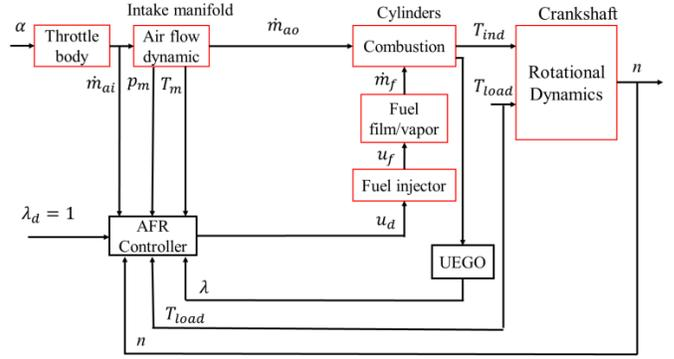 Intake manifold
Cylinders
Crankshaft
α
Throttle
body
Air flow
dynamic
ṁ_ao
Combustion
T_ind
Rotational
Dynamics
n
ṁ_ai
p_m
T_m
ṁ_f
T_load
Fuel
film/vapor
u_f
Fuel injector
λ_d = 1
AFR
Controller
u_d
UEGO
λ
T_load
n